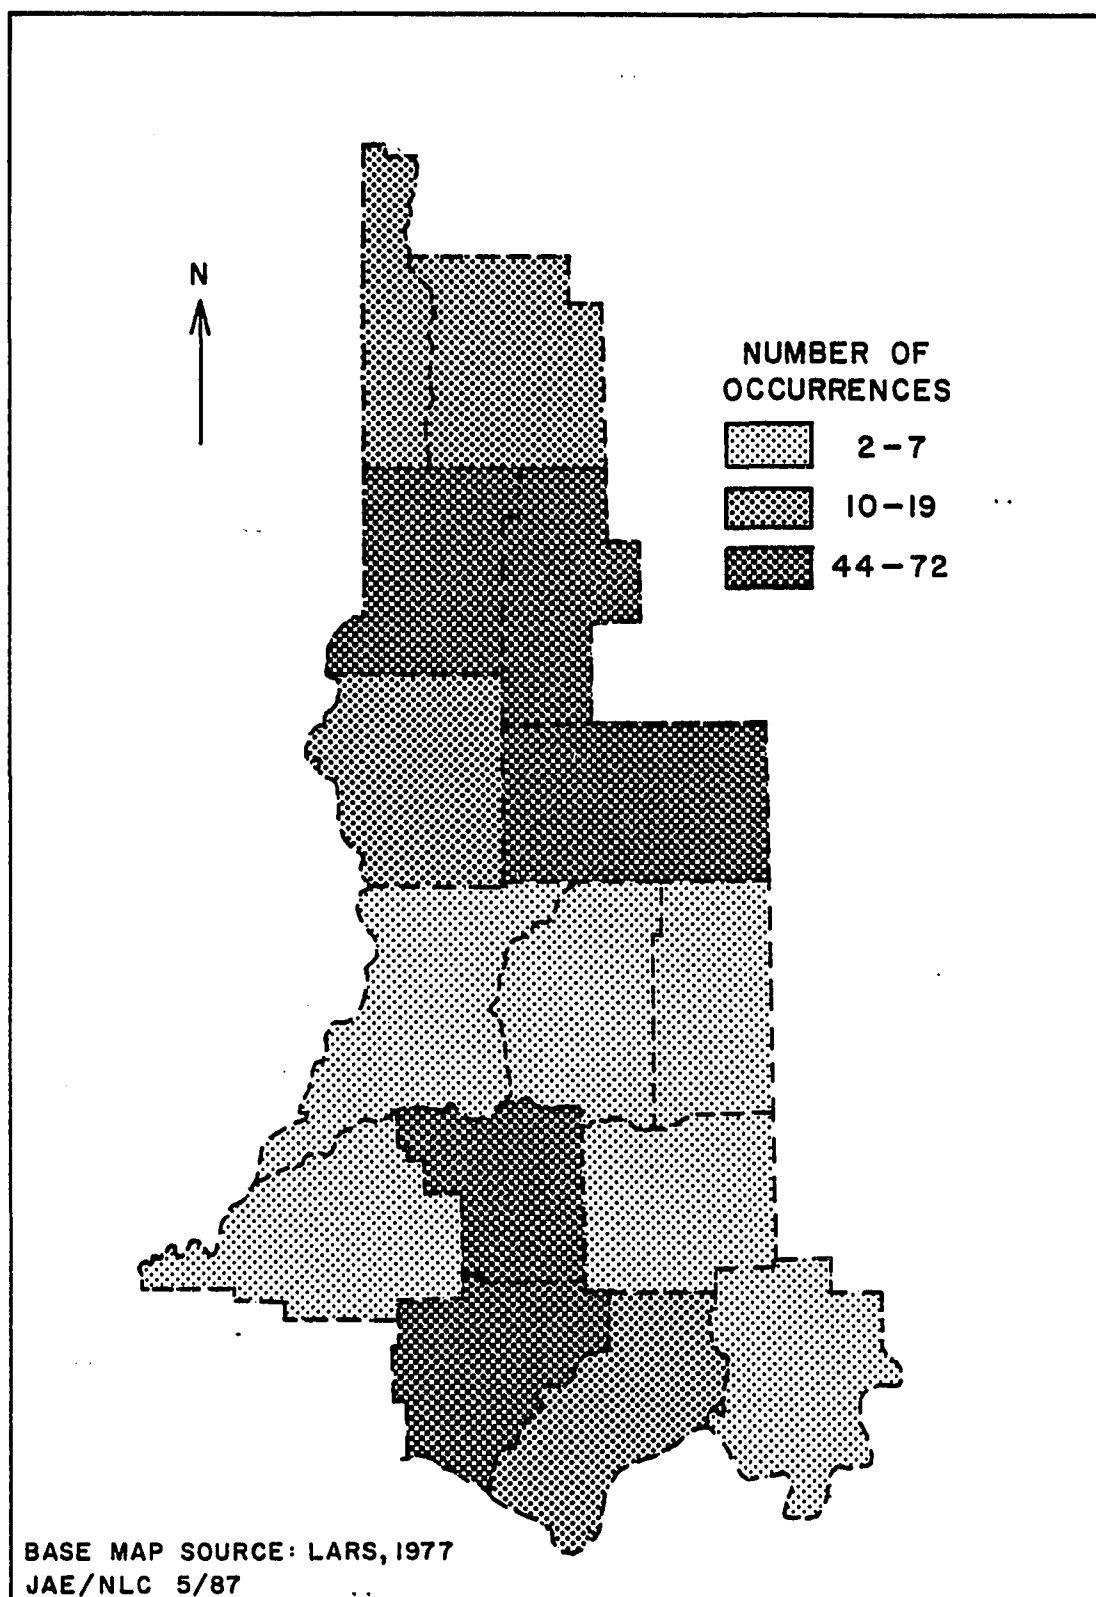 N
NUMBER OF
OCCURRENCES
2-7
10-19
44-72
BASE MAP SOURCE: LARS, 1977
JAE/NLC 5/87